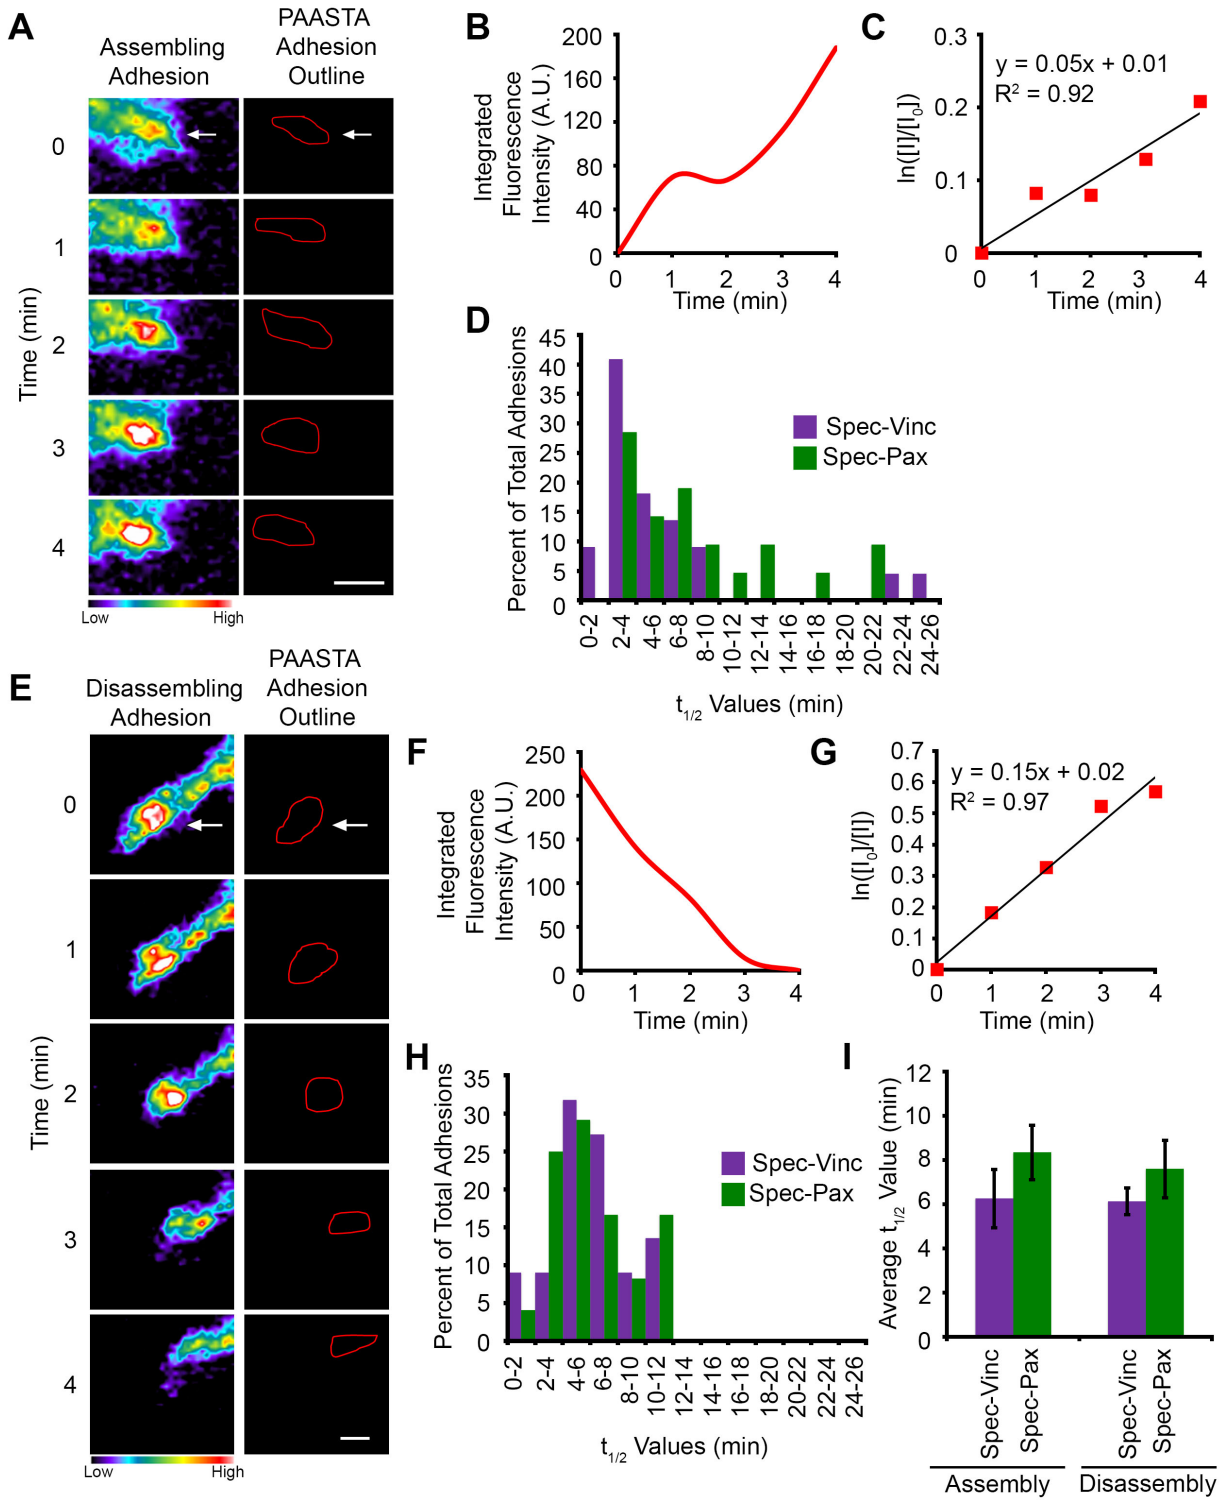 A
Assembling
Adhesion
PAASTA
Adhesion
Outline
Time (min)
0
1
2
3
4
Low
High
B
Integrated
Fluorescence
Intensity (A.U.)
200
160
120
80
40
0
0 1 2 3 4
Time (min)
C
ln([I]/[I0])
0.3
0.2
0.1
0
y = 0.05x + 0.01
R2 = 0.92
0 1 2 3 4
Time (min)
D
Percent of Total Adhesions
45
40
35
30
25
20
15
10
5
0
Spec-Vinc
Spec-Pax
0-2 2-4 4-6 6-8 8-10 10-12 12-14 14-16 16-18 18-20 20-22 22-24 24-26
t1/2 Values (min)
E
Disassembling
Adhesion
PAASTA
Adhesion
Outline
Time (min)
0
1
2
3
4
Low
High
F
Integrated
Fluorescence
Intensity (A.U.)
250
200
150
100
50
0
0 1 2 3 4
Time (min)
G
ln([I0]/[I])
0.7
0.6
0.5
0.4
0.3
0.2
0.1
0
y = 0.15x + 0.02
R2 = 0.97
0 1 2 3 4
Time (min)
H
Percent of Total Adhesions
35
30
25
20
15
10
5
0
Spec-Vinc
Spec-Pax
0-2 2-4 4-6 6-8 8-10 10-12 12-14 14-16 16-18 18-20 20-22 22-24 24-26
t1/2 Values (min)
I
Average t1/2 Value (min)
12
10
8
6
4
2
0
Spec-Vinc
Spec-Pax
Spec-Vinc
Spec-Pax
Assembly
Disassembly